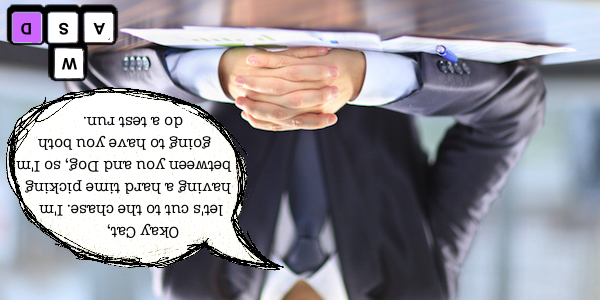 Okay Cat,
let's cut to the chase. I'm
having a hard time picking
between you and Dog, so I'm
going to have you both
do a test run.
W
A S D